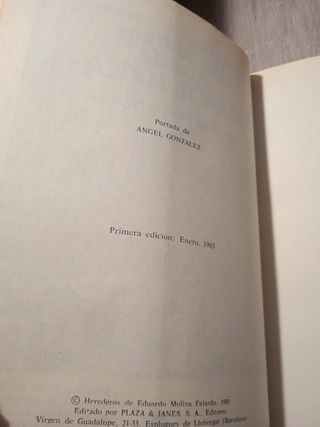 Portada de
ANGEL GONZALEZ
Primera edición: Enero, 1983
© Herederos de Eduardo Molina Fajardo, 1983
Editado por PLAZA & JANES, S. A., Editores
Virgen de Guadalupe, 21-33. Esplugues de Llobregat (Barcelona)